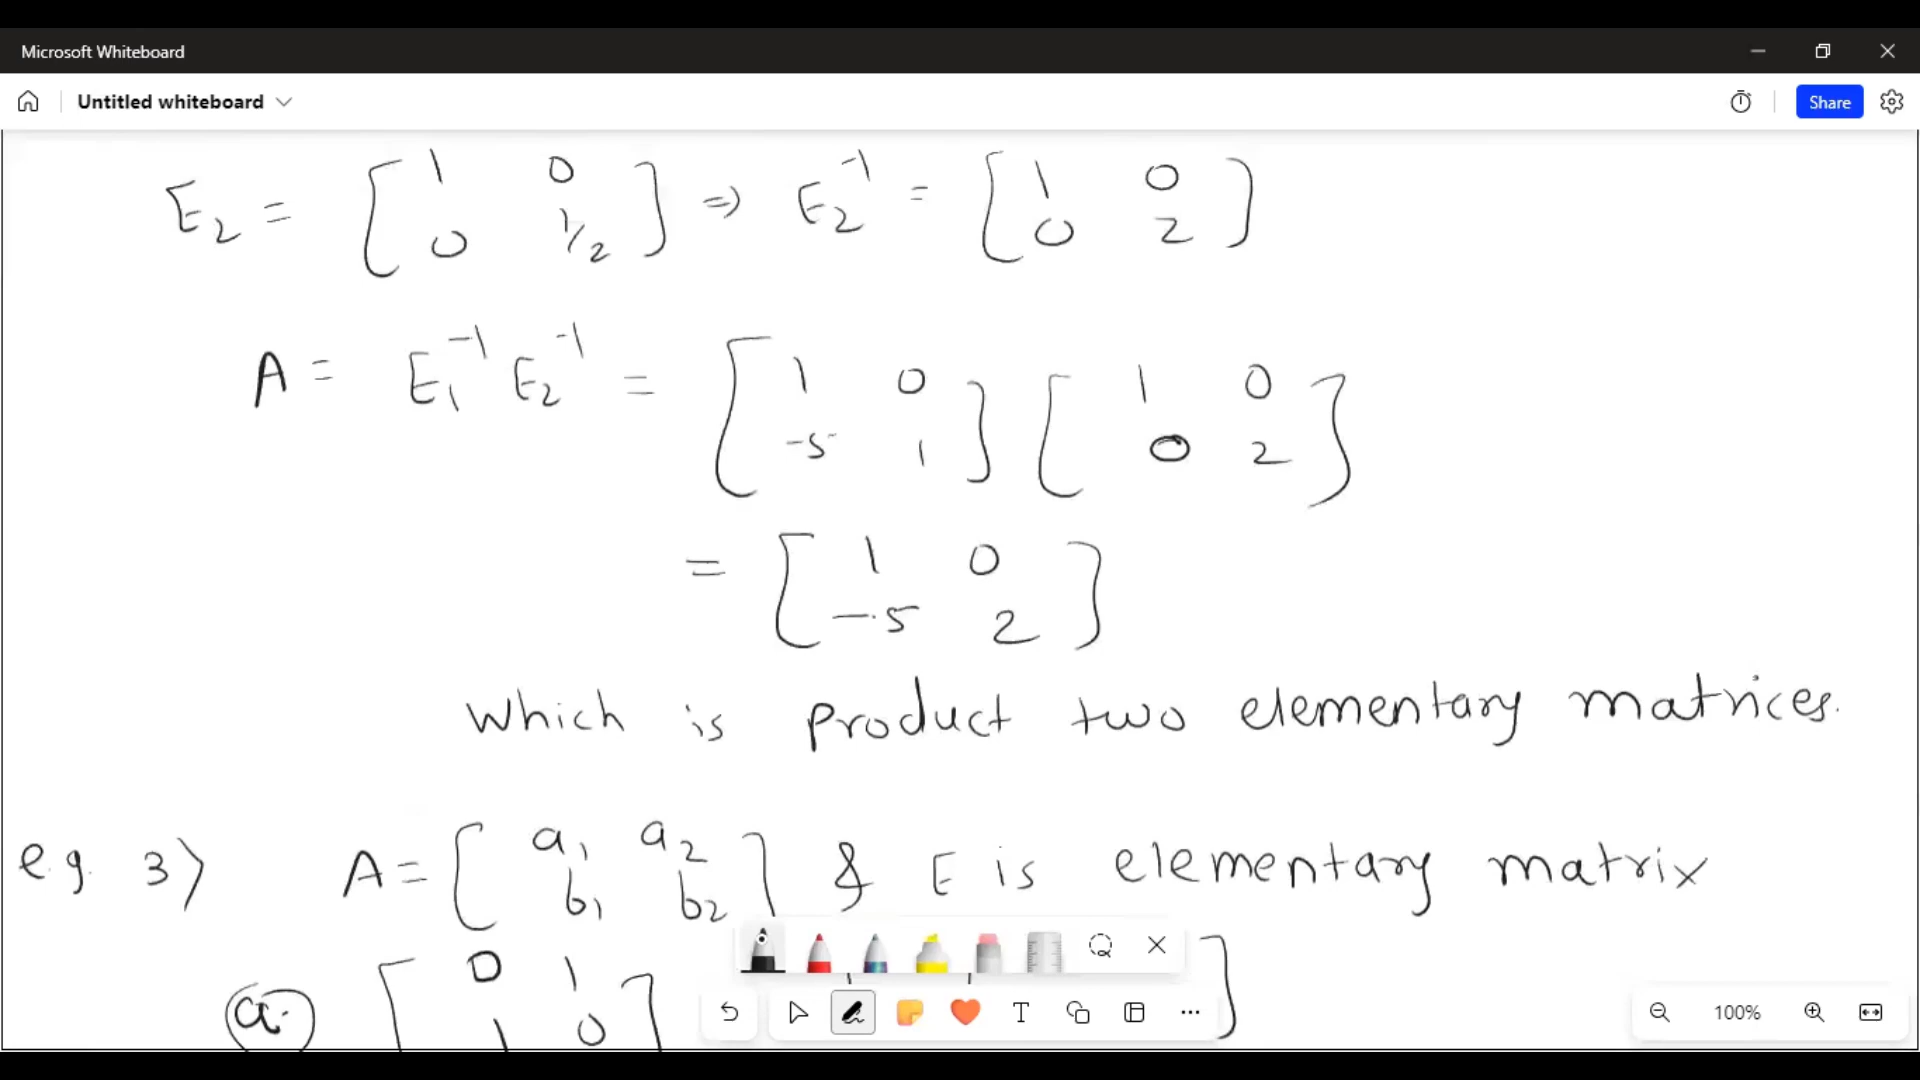 Microsoft Whiteboard
Untitled whiteboard
Share
E₂ = [ 1 0 ; 0 1/2 ] ⇒ E₂⁻¹ = [ 1 0 ; 0 2 ]
A = E₁⁻¹ E₂⁻¹ = [ 1 0 ; -5 1 ] [ 1 0 ; 0 2 ]
= [ 1 0 ; -5 2 ]
which is product two elementary matrices.
e.g. 3) A = [ a₁ a₂ ; b₁ b₂ ] & E is elementary matrix
a. [ 0 1 ; 1 0 ]
100%